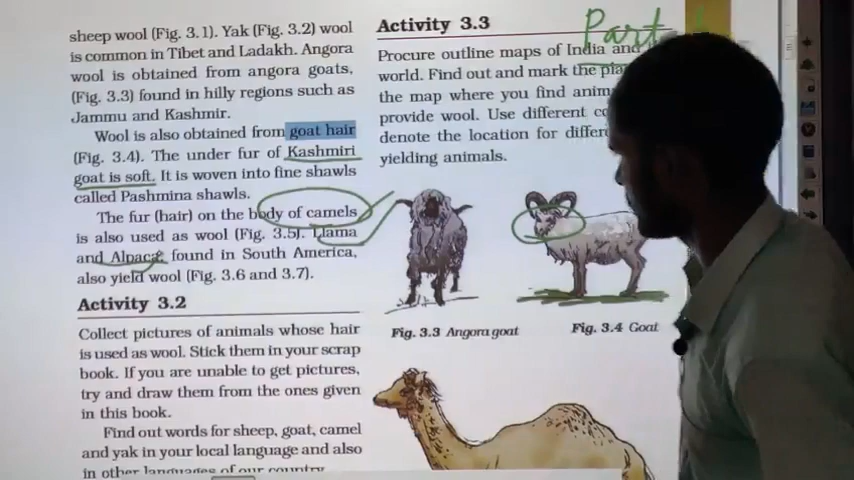 sheep wool (Fig. 3.1). Yak (Fig. 3.2) wool
is common in Tibet and Ladakh. Angora
wool is obtained from angora goats,
(Fig. 3.3) found in hilly regions such as
Jammu and Kashmir.
Wool is also obtained from goat hair
(Fig. 3.4). The under fur of Kashmiri
goat is soft. It is woven into fine shawls
called Pashmina shawls.
The fur (hair) on the body of camels
is also used as wool (Fig. 3.5). Llama
and Alpaca, found in South America,
also yield wool (Fig. 3.6 and 3.7).
Activity 3.2
Collect pictures of animals whose hair
is used as wool. Stick them in your scrap
book. If you are unable to get pictures,
try and draw them from the ones given
in this book.
Find out words for sheep, goat, camel
and yak in your local language and also
in other languages of our country.
Part
Activity 3.3
Procure outline maps of India and
world. Find out and mark the
the map where you find
provide wool. Use different
denote the location for
yielding animals.
Fig. 3.3 Angora goat
Fig. 3.4 Goat